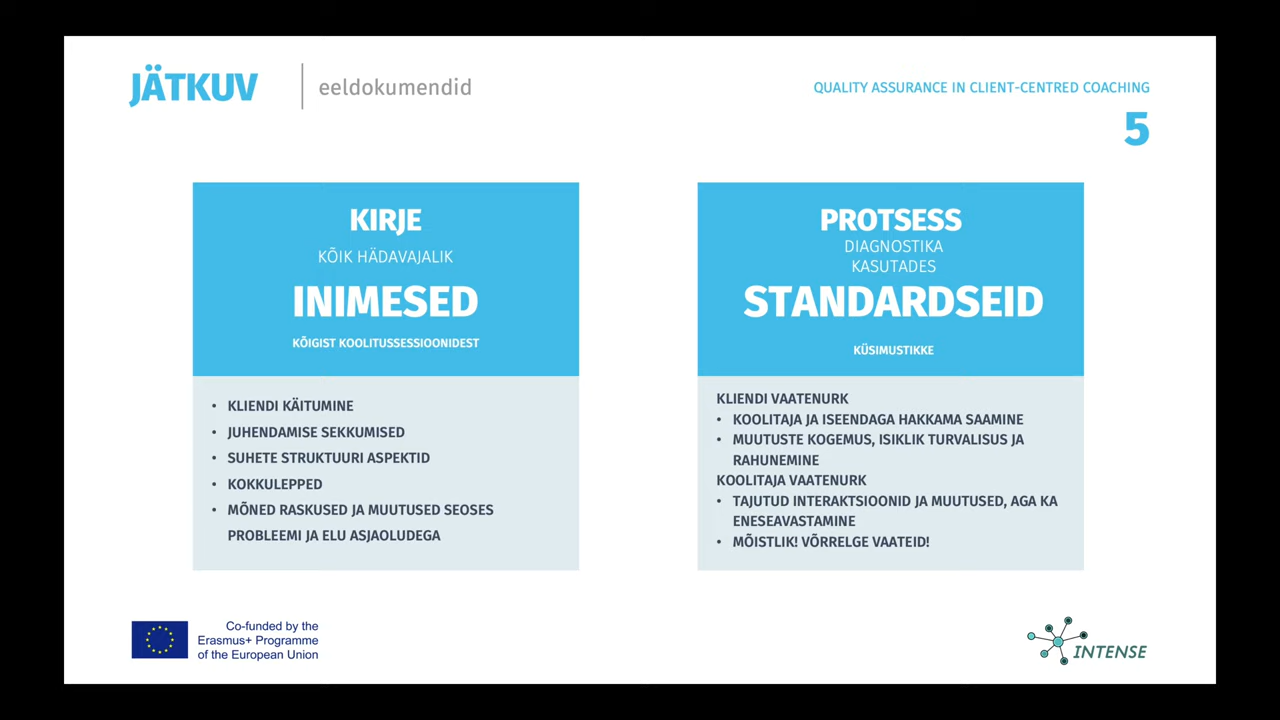 JÄTKUV
eeldokumendid
QUALITY ASSURANCE IN CLIENT-CENTRED COACHING
5
KIRJE
KÕIK HÄDAVAJALIK
INIMESED
KÕIGIST KOOLITUSSESSIOONIDEST
• KLIENDI KÄITUMINE
• JUHENDAMISE SEKKUMISED
• SUHETE STRUKTUURI ASPEKTID
• KOKKULEPPED
• MÕNED RASKUSED JA MUUTUSED SEOSES
PROBLEEMI JA ELU ASJAOLUDEGA
PROTSESS
DIAGNOSTIKA
KASUTADES
STANDARDSEID
KÜSIMUSTIKKE
KLIENDI VAATENURK
• KOOLITAJA JA ISEENDAGA HAKKAMA SAAMINE
• MUUTUSTE KOGEMUS, ISIKLIK TURVALISUS JA
RAHUNEMINE
KOOLITAJA VAATENURK
• TAJUTUD INTERAKTSIOONID JA MUUTUSED, AGA KA
ENESEAVASTAMINE
• MÕISTLIK! VÕRRELGE VAATEID!
Co-funded by the
Erasmus+ Programme
of the European Union
INTENSE